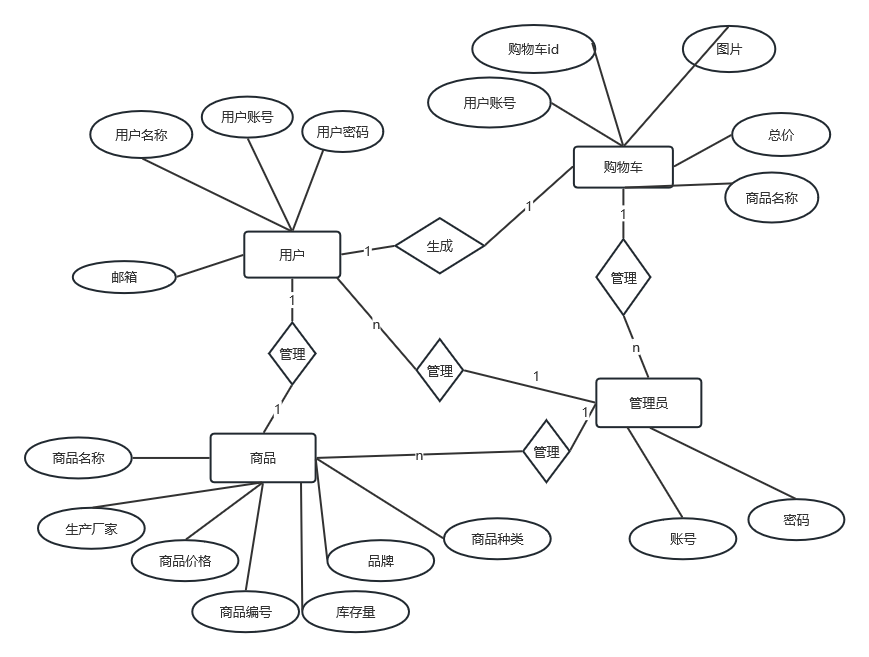 购物车id
图片
用户账号
用户名称
用户账号
用户密码
总价
购物车
商品名称
1
1
生成
用户
1
邮箱
管理
1
n
n
管理
管理
1
管理员
1
1
商品名称
商品
n
管理
生产厂家
商品价格
品牌
商品种类
账号
密码
商品编号
库存量